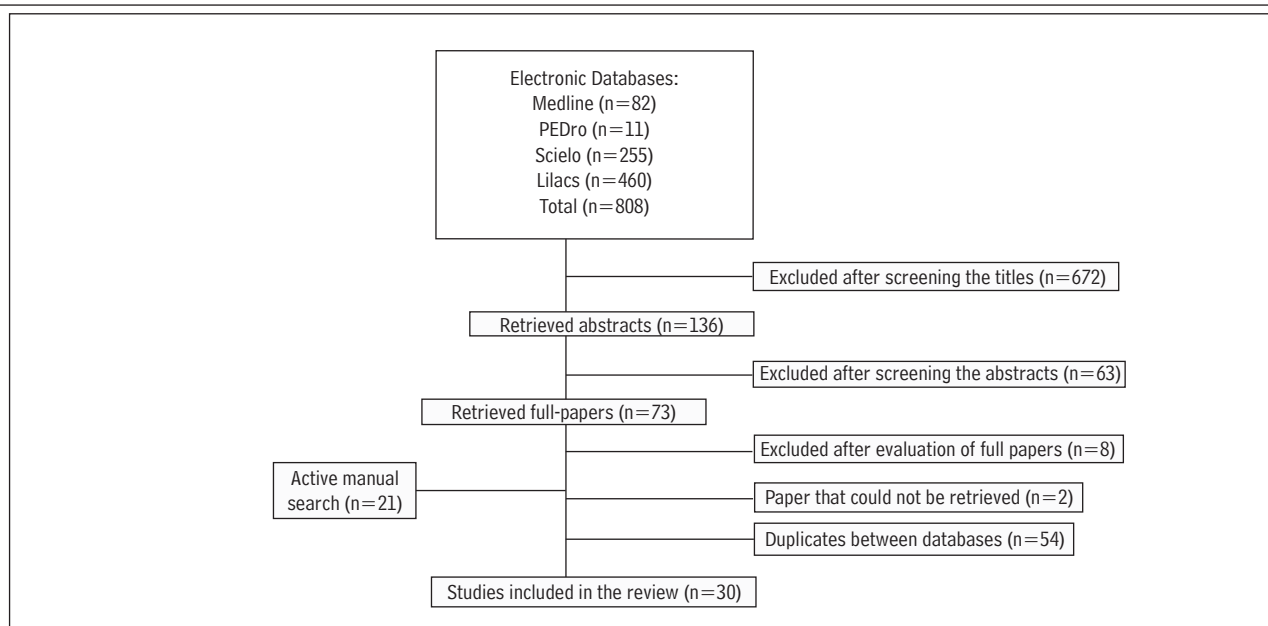 Electronic Databases:
Medline (n=82)
PEDro (n=11)
Scielo (n=255)
Lilacs (n=460)
Total (n=808)
Excluded after screening the titles (n=672)
Retrieved abstracts (n=136)
Excluded after screening the abstracts (n=63)
Retrieved full-papers (n=73)
Excluded after evaluation of full papers (n=8)
Active manual
search (n=21)
Paper that could not be retrieved (n=2)
Duplicates between databases (n=54)
Studies included in the review (n=30)